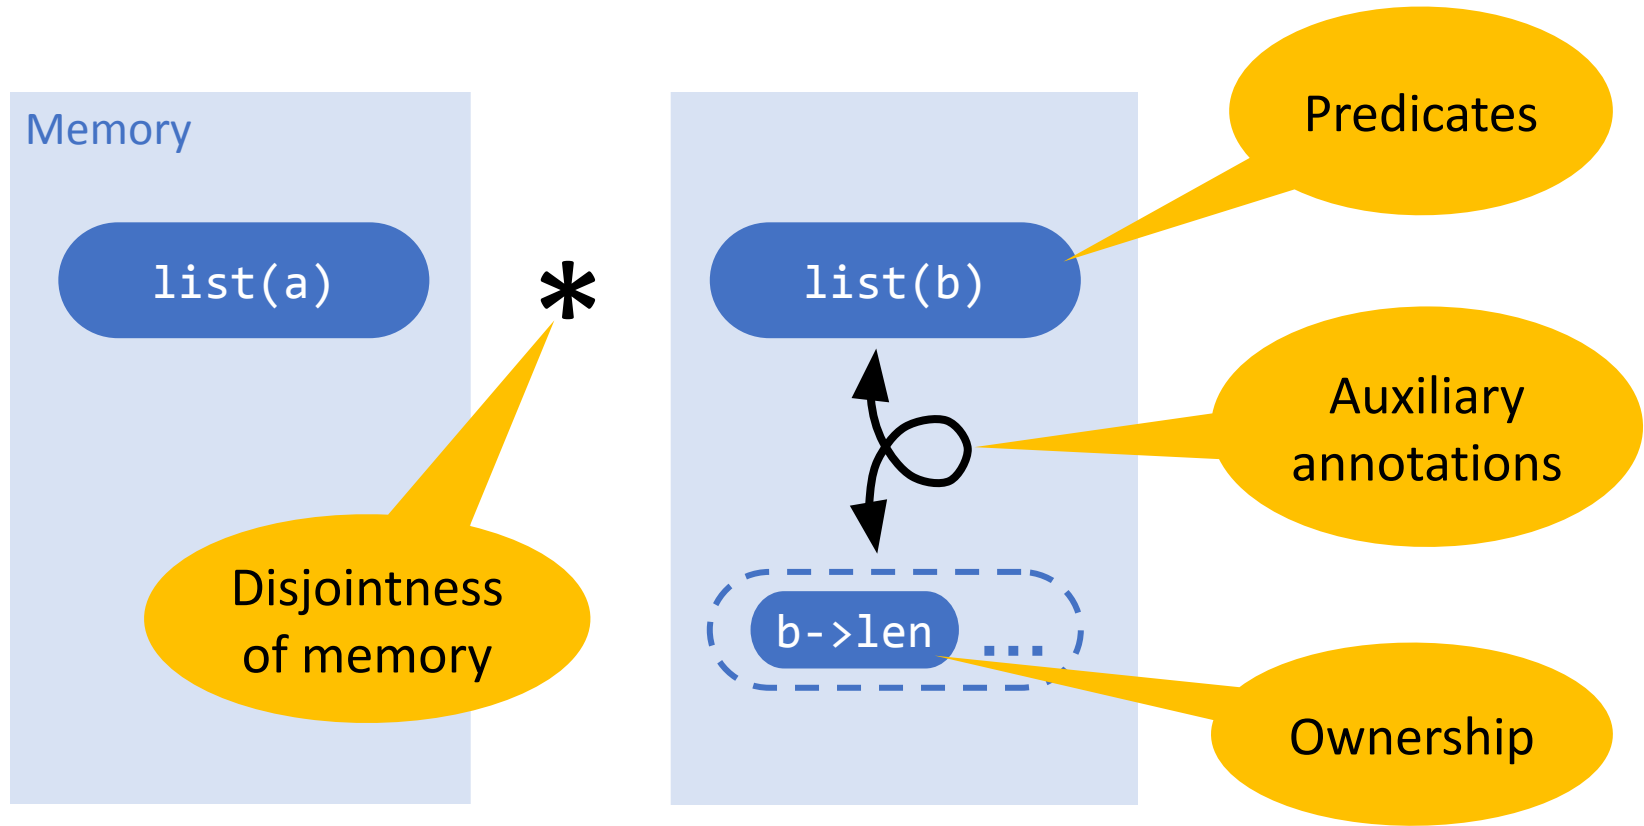 Memory
list(a)
*
list(b)
b->len ...
Predicates
Auxiliary
annotations
Disjointness
of memory
Ownership